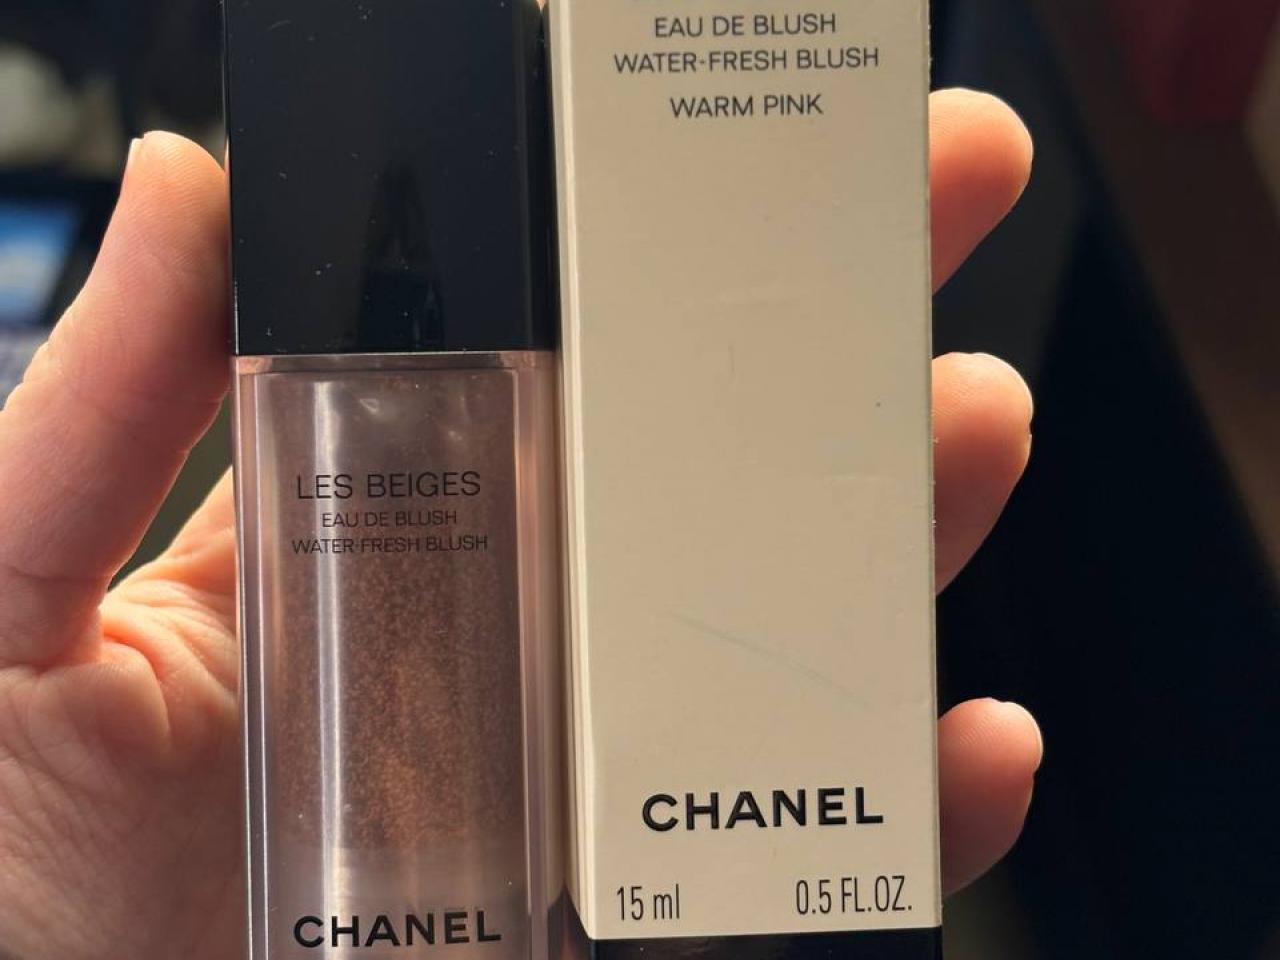 EAU DE BLUSH
WATER-FRESH BLUSH
WARM PINK
CHANEL
15 ml 0.5 FL.OZ.
LES BEIGES
EAU DE BLUSH
WATER-FRESH BLUSH
CHANEL